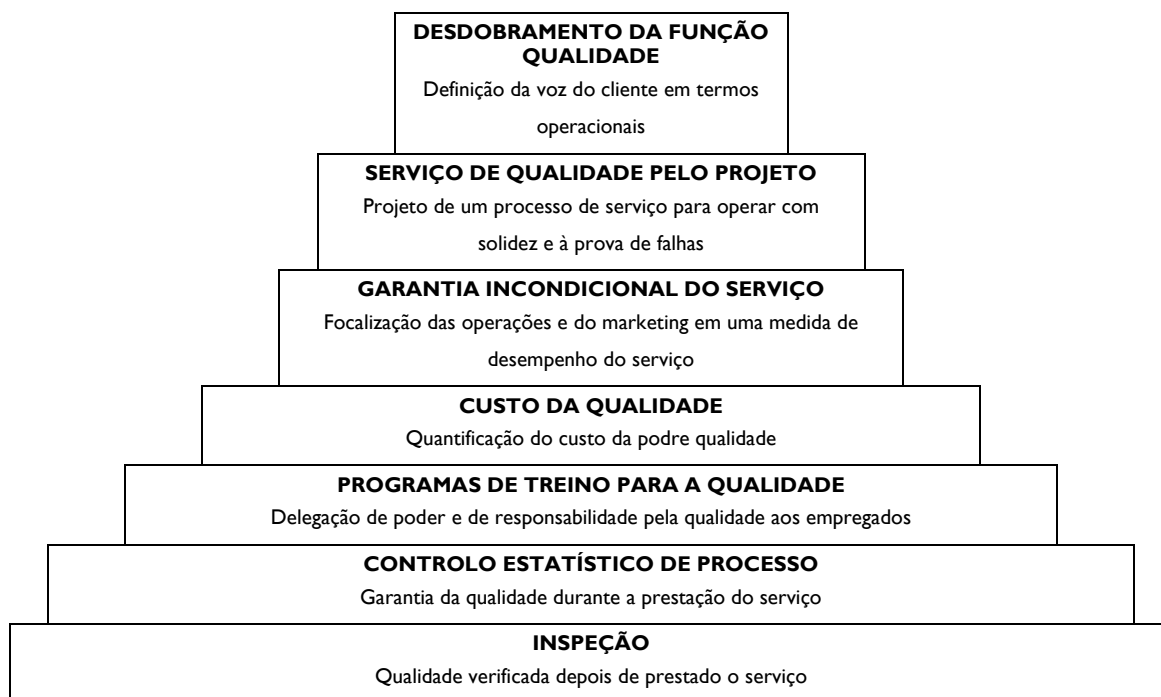 DESDOBRAMENTO DA FUNÇÃO
QUALIDADE
Definição da voz do cliente em termos
operacionais
SERVIÇO DE QUALIDADE PELO PROJETO
Projeto de um processo de serviço para operar com
solidez e à prova de falhas
GARANTIA INCONDICIONAL DO SERVIÇO
Focalização das operações e do marketing em uma medida de
desempenho do serviço
CUSTO DA QUALIDADE
Quantificação do custo da podre qualidade
PROGRAMAS DE TREINO PARA A QUALIDADE
Delegação de poder e de responsabilidade pela qualidade aos empregados
CONTROLO ESTATÍSTICO DE PROCESSO
Garantia da qualidade durante a prestação do serviço
INSPEÇÃO
Qualidade verificada depois de prestado o serviço